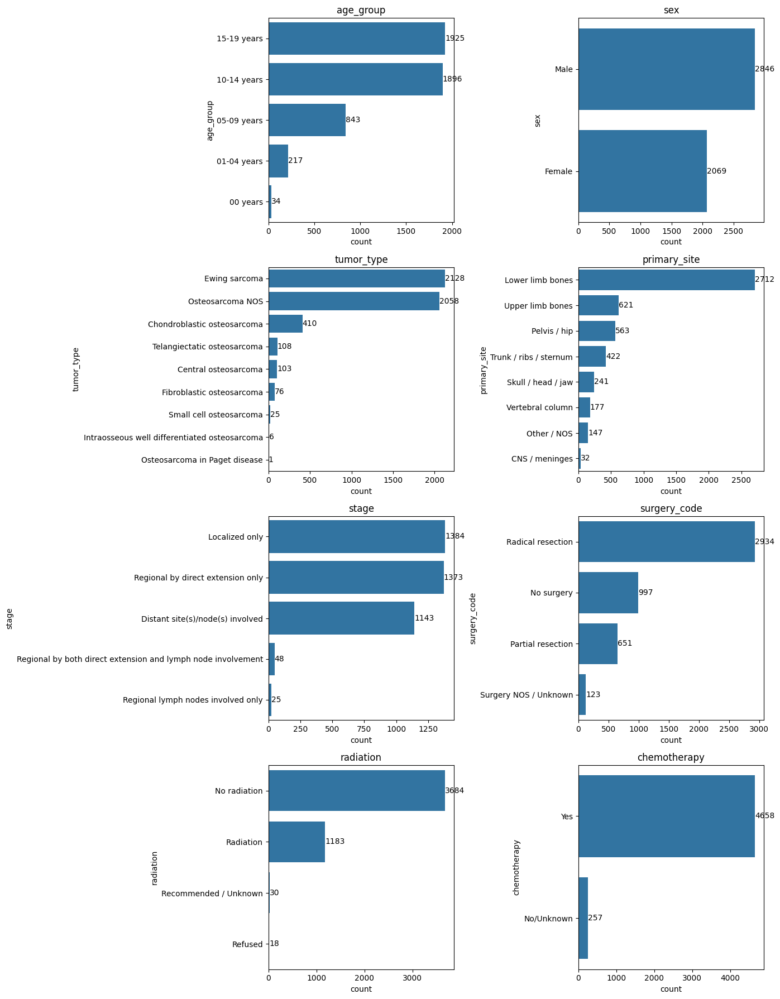 age_group
15-19 years
1925
10-14 years
1896
05-09 years
843
01-04 years
217
00 years
34
0 500 1000 1500 2000
count
age_group
sex
Male
2846
Female
2069
0 500 1000 1500 2000 2500
count
sex
tumor_type
Ewing sarcoma
2128
Osteosarcoma NOS
2058
Chondroblastic osteosarcoma
410
Telangiectatic osteosarcoma
108
Central osteosarcoma
103
Fibroblastic osteosarcoma
76
Small cell osteosarcoma
25
Intraosseous well differentiated osteosarcoma
6
Osteosarcoma in Paget disease
1
0 500 1000 1500 2000
count
tumor_type
primary_site
Lower limb bones
2712
Upper limb bones
621
Pelvis / hip
563
Trunk / ribs / sternum
422
Skull / head / jaw
241
Vertebral column
177
Other / NOS
147
CNS / meninges
32
0 500 1000 1500 2000 2500
count
primary_site
stage
Localized only
1384
Regional by direct extension only
1373
Distant site(s)/node(s) involved
1143
Regional by both direct extension and lymph node involvement
48
Regional lymph nodes involved only
25
0 250 500 750 1000 1250
count
stage
surgery_code
Radical resection
2934
No surgery
997
Partial resection
651
Surgery NOS / Unknown
123
0 500 1000 1500 2000 2500 3000
count
surgery_code
radiation
No radiation
3684
Radiation
1183
Recommended / Unknown
30
Refused
18
0 1000 2000 3000
count
radiation
chemotherapy
Yes
4658
No/Unknown
257
0 1000 2000 3000 4000
count
chemotherapy